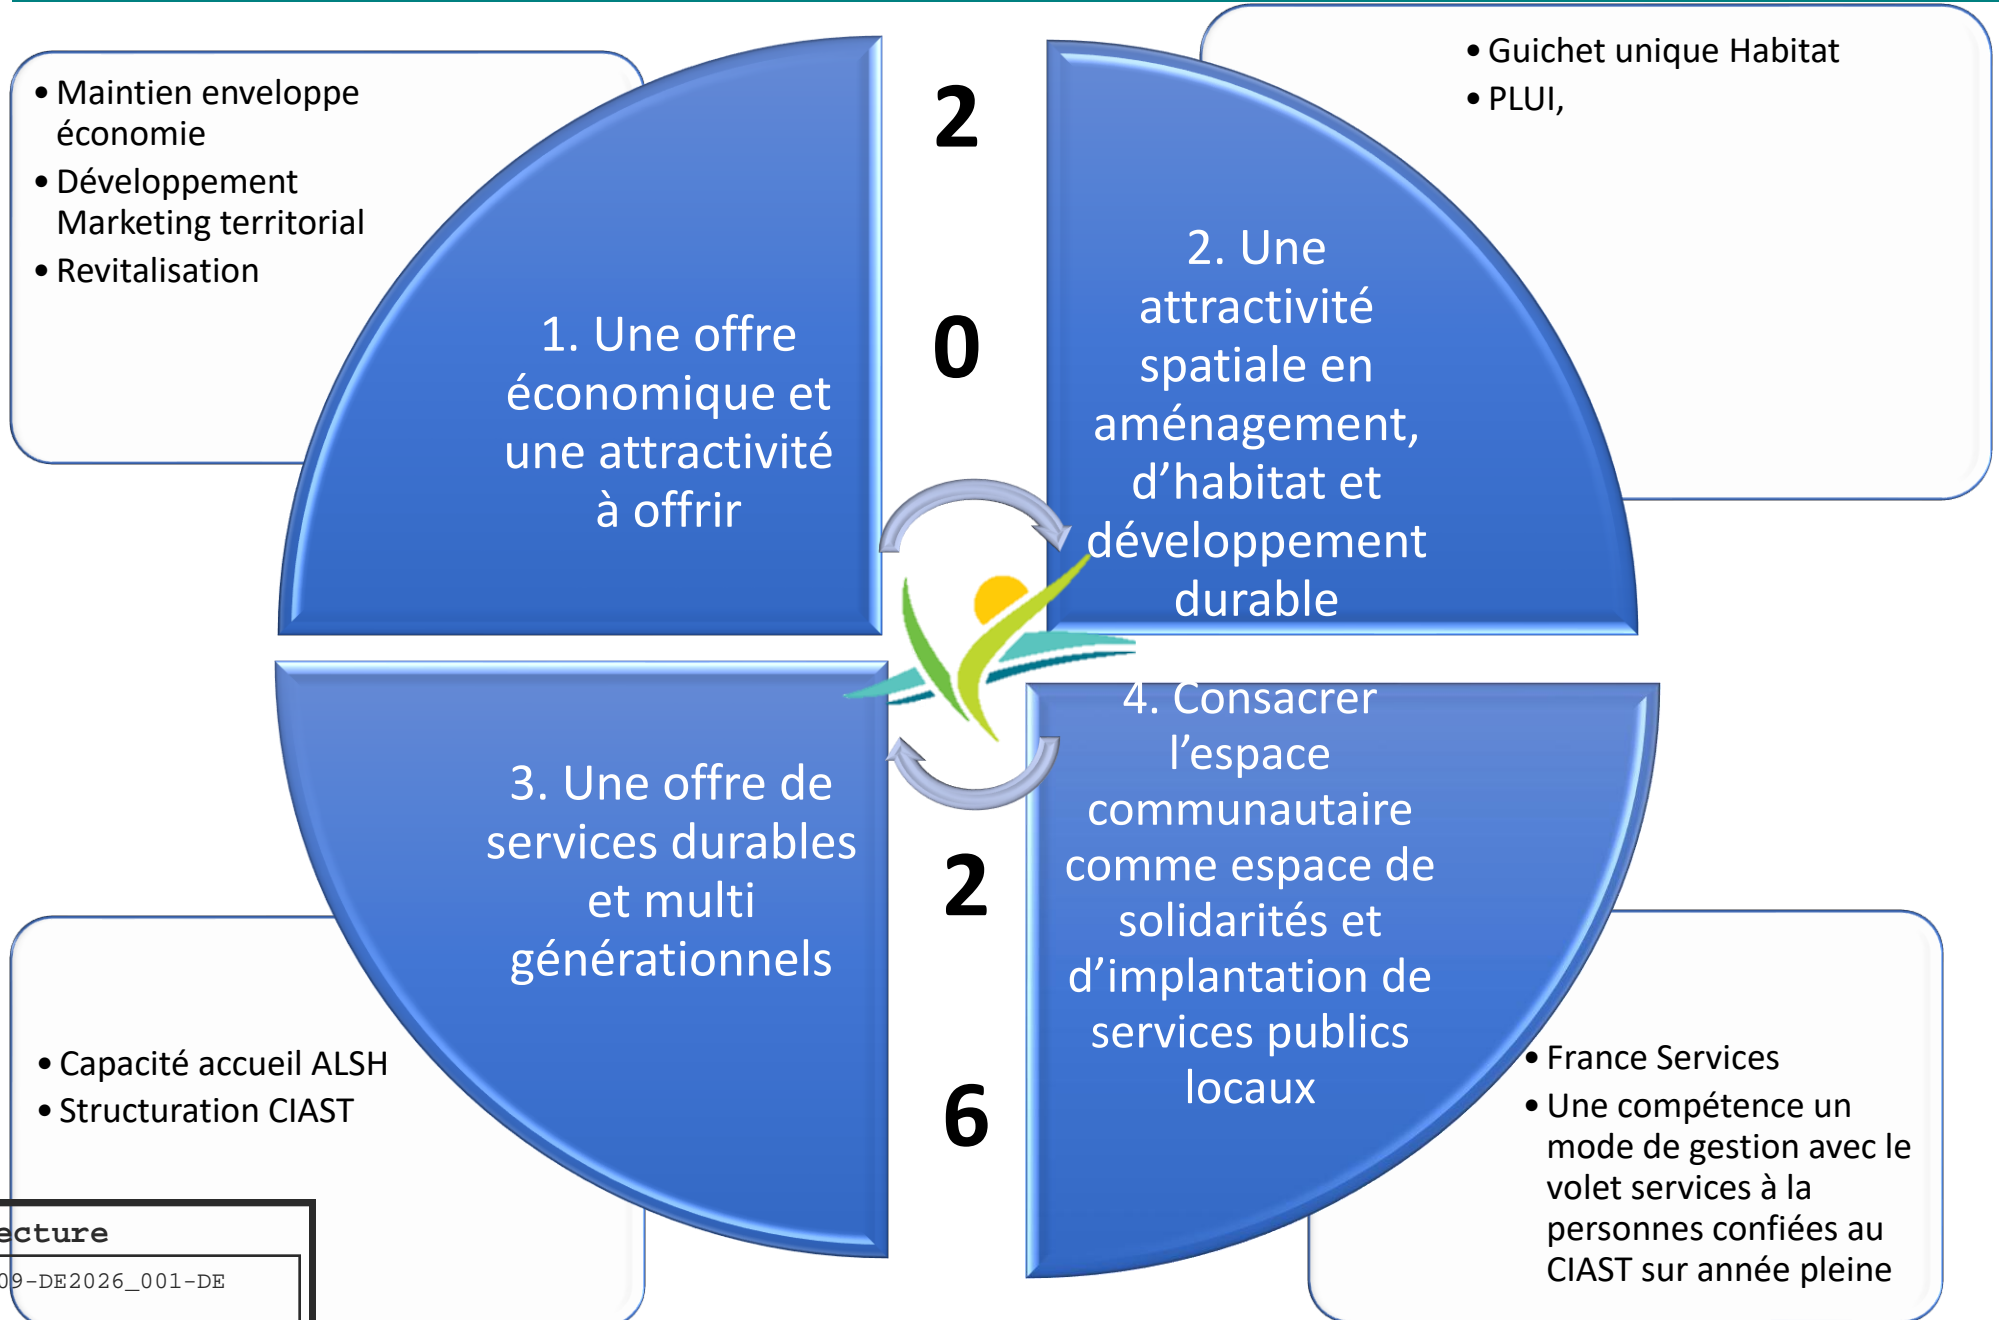 • Maintien enveloppe
économie
• Développement
Marketing territorial
• Revitalisation
1. Une offre
économique et
une attractivité
à offrir
2
0
2
6
• Guichet unique Habitat
• PLUI,
2. Une
attractivité
spatiale en
aménagement,
d’habitat et
développement
durable
3. Une offre de
services durables
et multi
générationnels
• Capacité accueil ALSH
• Structuration CIAST
4. Consacrer
l’espace
communautaire
comme espace de
solidarités et
d’implantation de
services publics
locaux
• France Services
• Une compétence un
mode de gestion avec le
volet services à la
personnes confiées au
CIAST sur année pleine
ecture
09-DE2026_001-DE